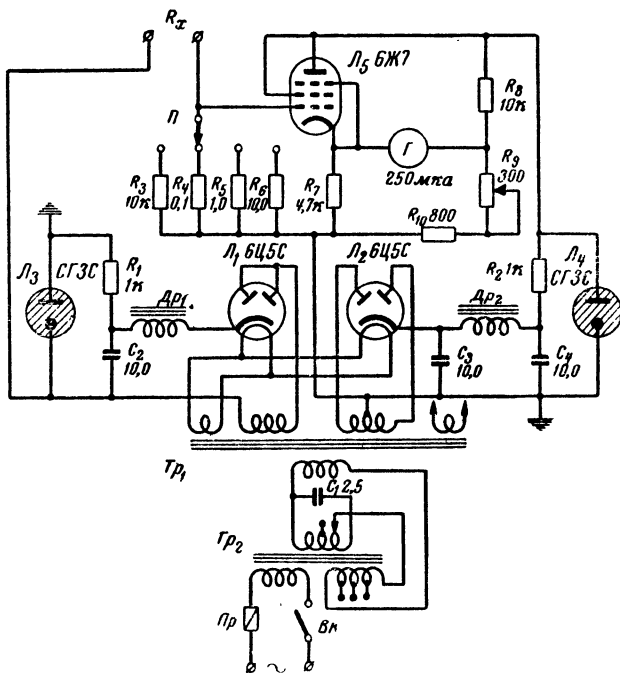 Rx
Л5 6Ж7
П
R8
10к
Г
250мка
R9
300
R3
10к
R4
0,1
R5
1,0
R6
10,0
R7
4,7к
R10 800
Л3
СГ3С
R1
1к
Др1
Л1 6Ц5С
Л2 6Ц5С
Др2
R2 1к
Л4
СГ3С
C2
10,0
C3
10,0
C4
10,0
Тр1
C1 2,5
Тр2
Пр
Вк
~